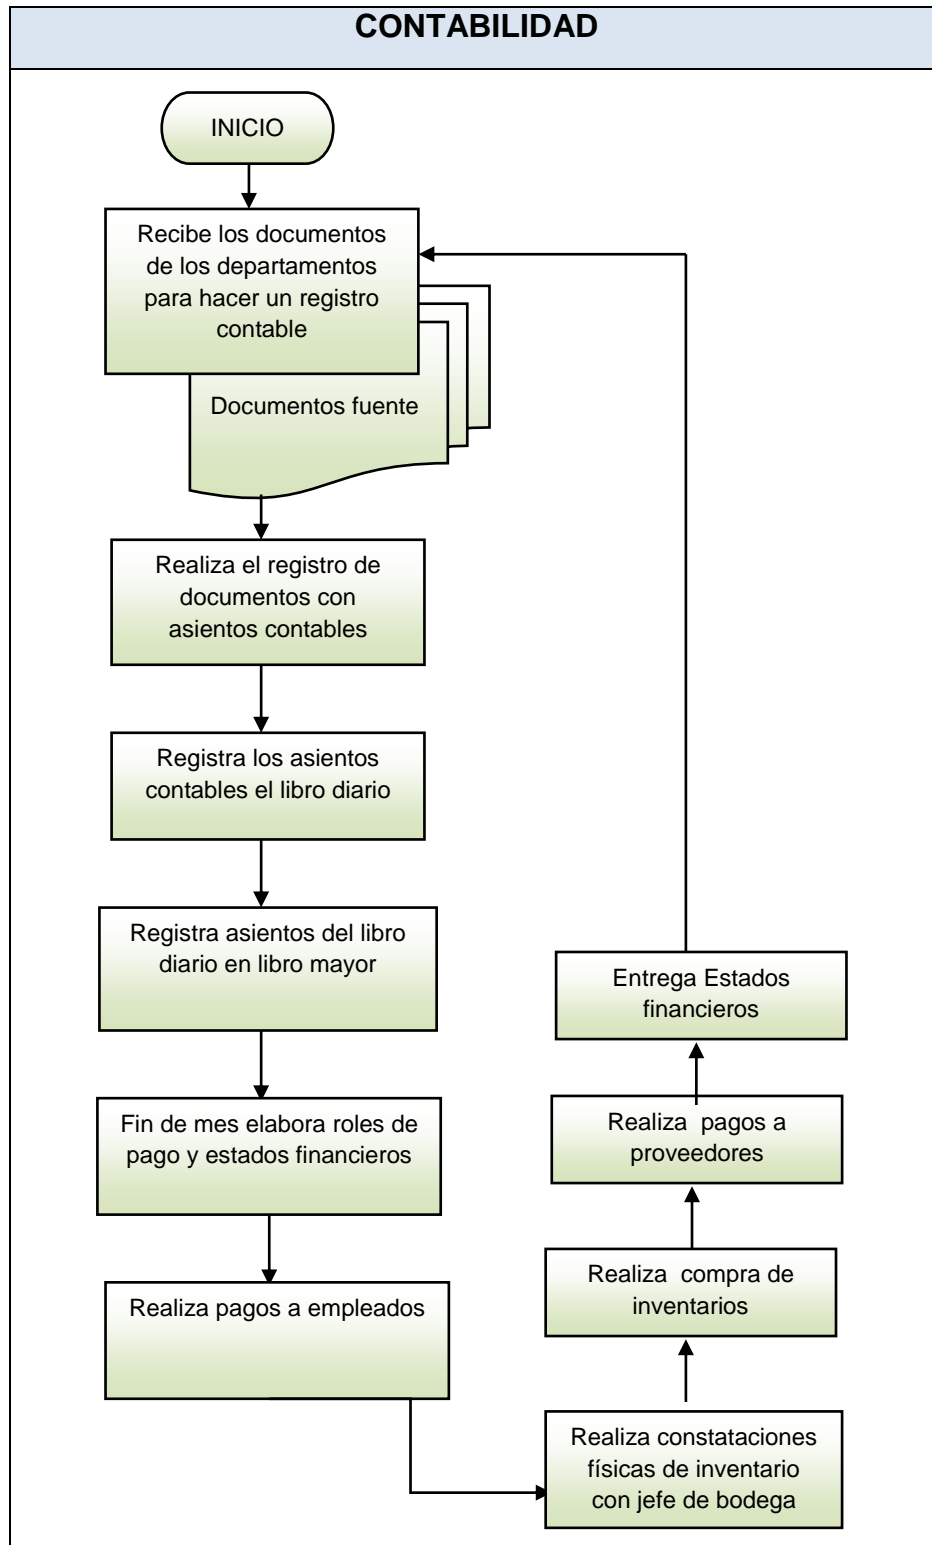 CONTABILIDAD
INICIO
Recibe los documentos
de los departamentos
para hacer un registro
contable
Documentos fuente
Realiza el registro de
documentos con
asientos contables
Registra los asientos
contables el libro diario
Registra asientos del libro
diario en libro mayor
Fin de mes elabora roles de
pago y estados financieros
Realiza pagos a empleados
Realiza constataciones
físicas de inventario
con jefe de bodega
Realiza  compra de
inventarios
Realiza  pagos a
proveedores
Entrega Estados
financieros